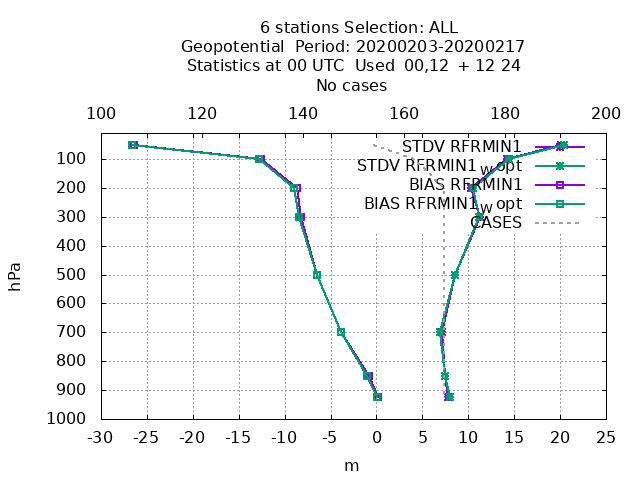 6 stations Selection: ALL
Geopotential  Period: 20200203-20200217
Statistics at 00 UTC  Used  00,12  + 12 24
No cases
100 120 140 160 180 200
STDV RFRMIN1
STDV RFRMIN1_w opt
BIAS RFRMIN1
BIAS RFRMIN1_w opt
CASES
100
200
300
400
500
600
700
800
900
1000
hPa
-30 -25 -20 -15 -10 -5 0 5 10 15 20 25
m